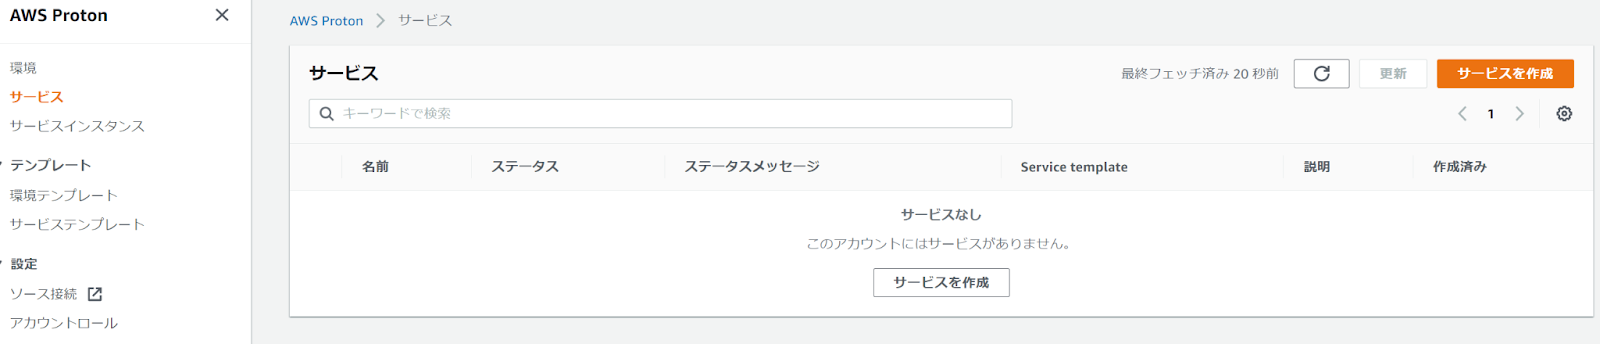 AWS Proton
環境
サービス
サービスインスタンス
テンプレート
環境テンプレート
サービステンプレート
設定
ソース接続
アカウントロール
AWS Proton サービス
サービス 最終フェッチ済み 20 秒前 更新 サービスを作成
キーワードで検索 1
名前 ステータス ステータスメッセージ Service template 説明 作成済み
サービスなし
このアカウントにはサービスがありません。
サービスを作成